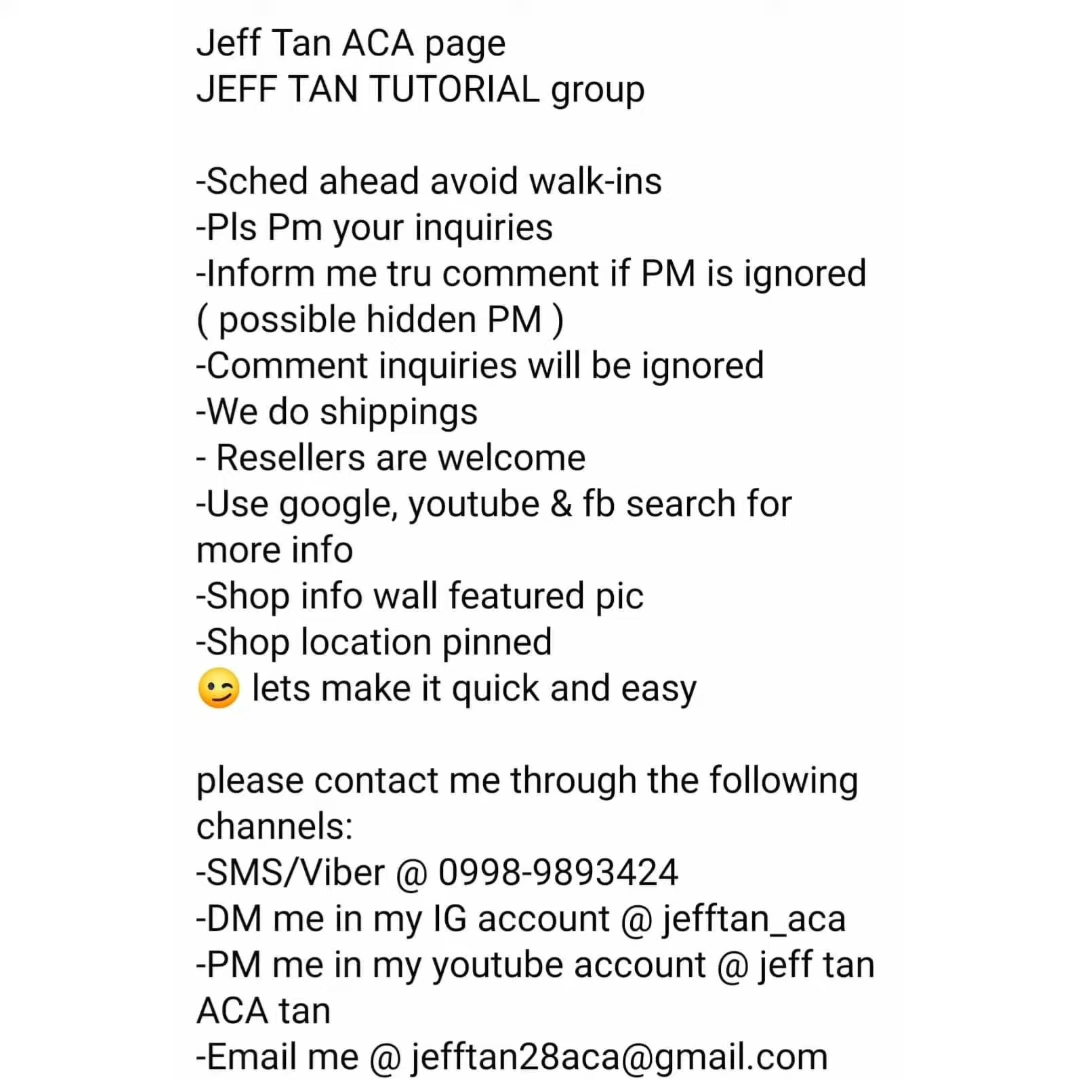 Jeff Tan ACA page
JEFF TAN TUTORIAL group
-Sched ahead avoid walk-ins
-Pls Pm your inquiries
-Inform me tru comment if PM is ignored
( possible hidden PM )
-Comment inquiries will be ignored
-We do shippings
- Resellers are welcome
-Use google, youtube & fb search for
more info
-Shop info wall featured pic
-Shop location pinned
😉 lets make it quick and easy
please contact me through the following
channels:
-SMS/Viber @ 0998-9893424
-DM me in my IG account @ jefftan_aca
-PM me in my youtube account @ jeff tan
ACA tan
-Email me @ jefftan28aca@gmail.com